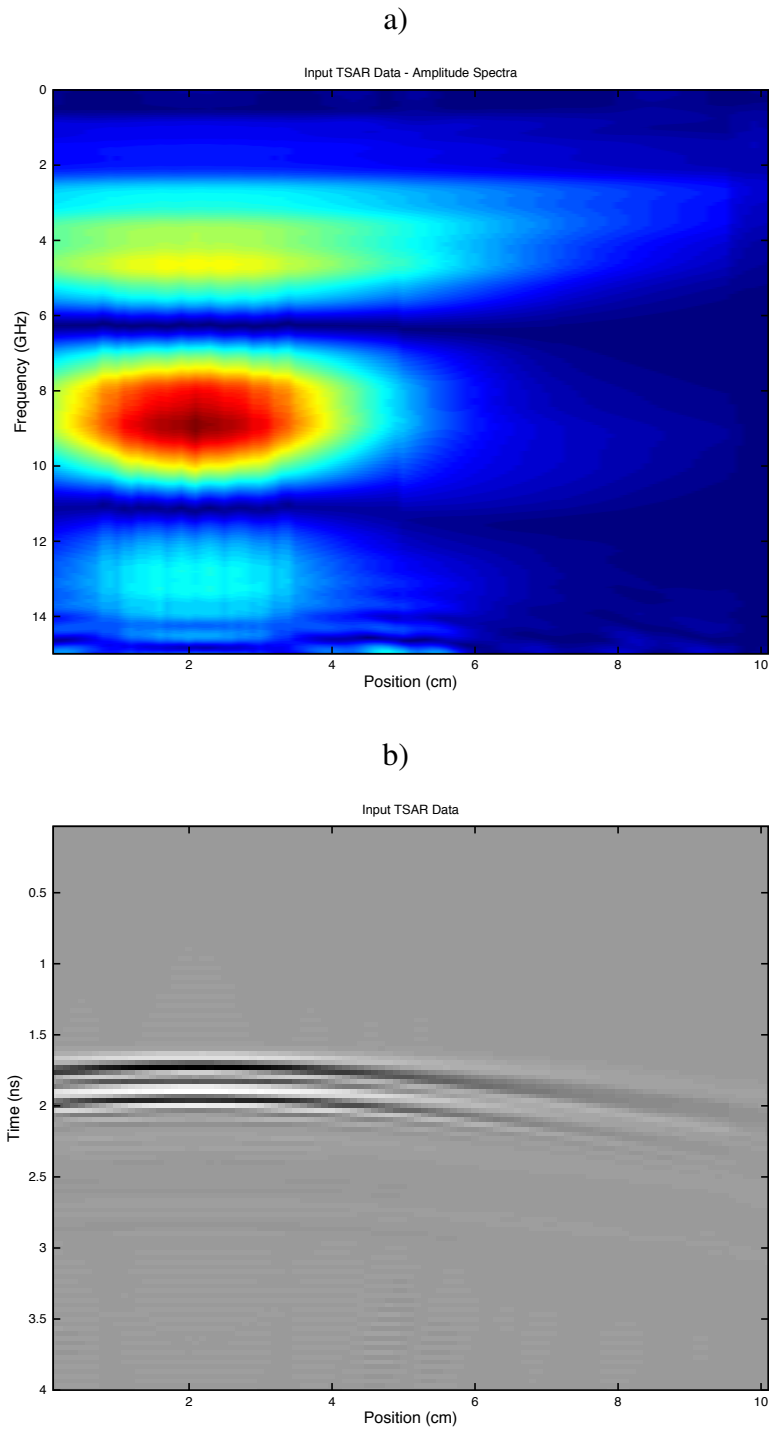 a)
Input TSAR Data - Amplitude Spectra
0
2
4
6
8
10
12
14
Frequency (GHz)
2 4 6 8 10
Position (cm)
b)
Input TSAR Data
0.5
1
1.5
2
2.5
3
3.5
4
Time (ns)
2 4 6 8 10
Position (cm)